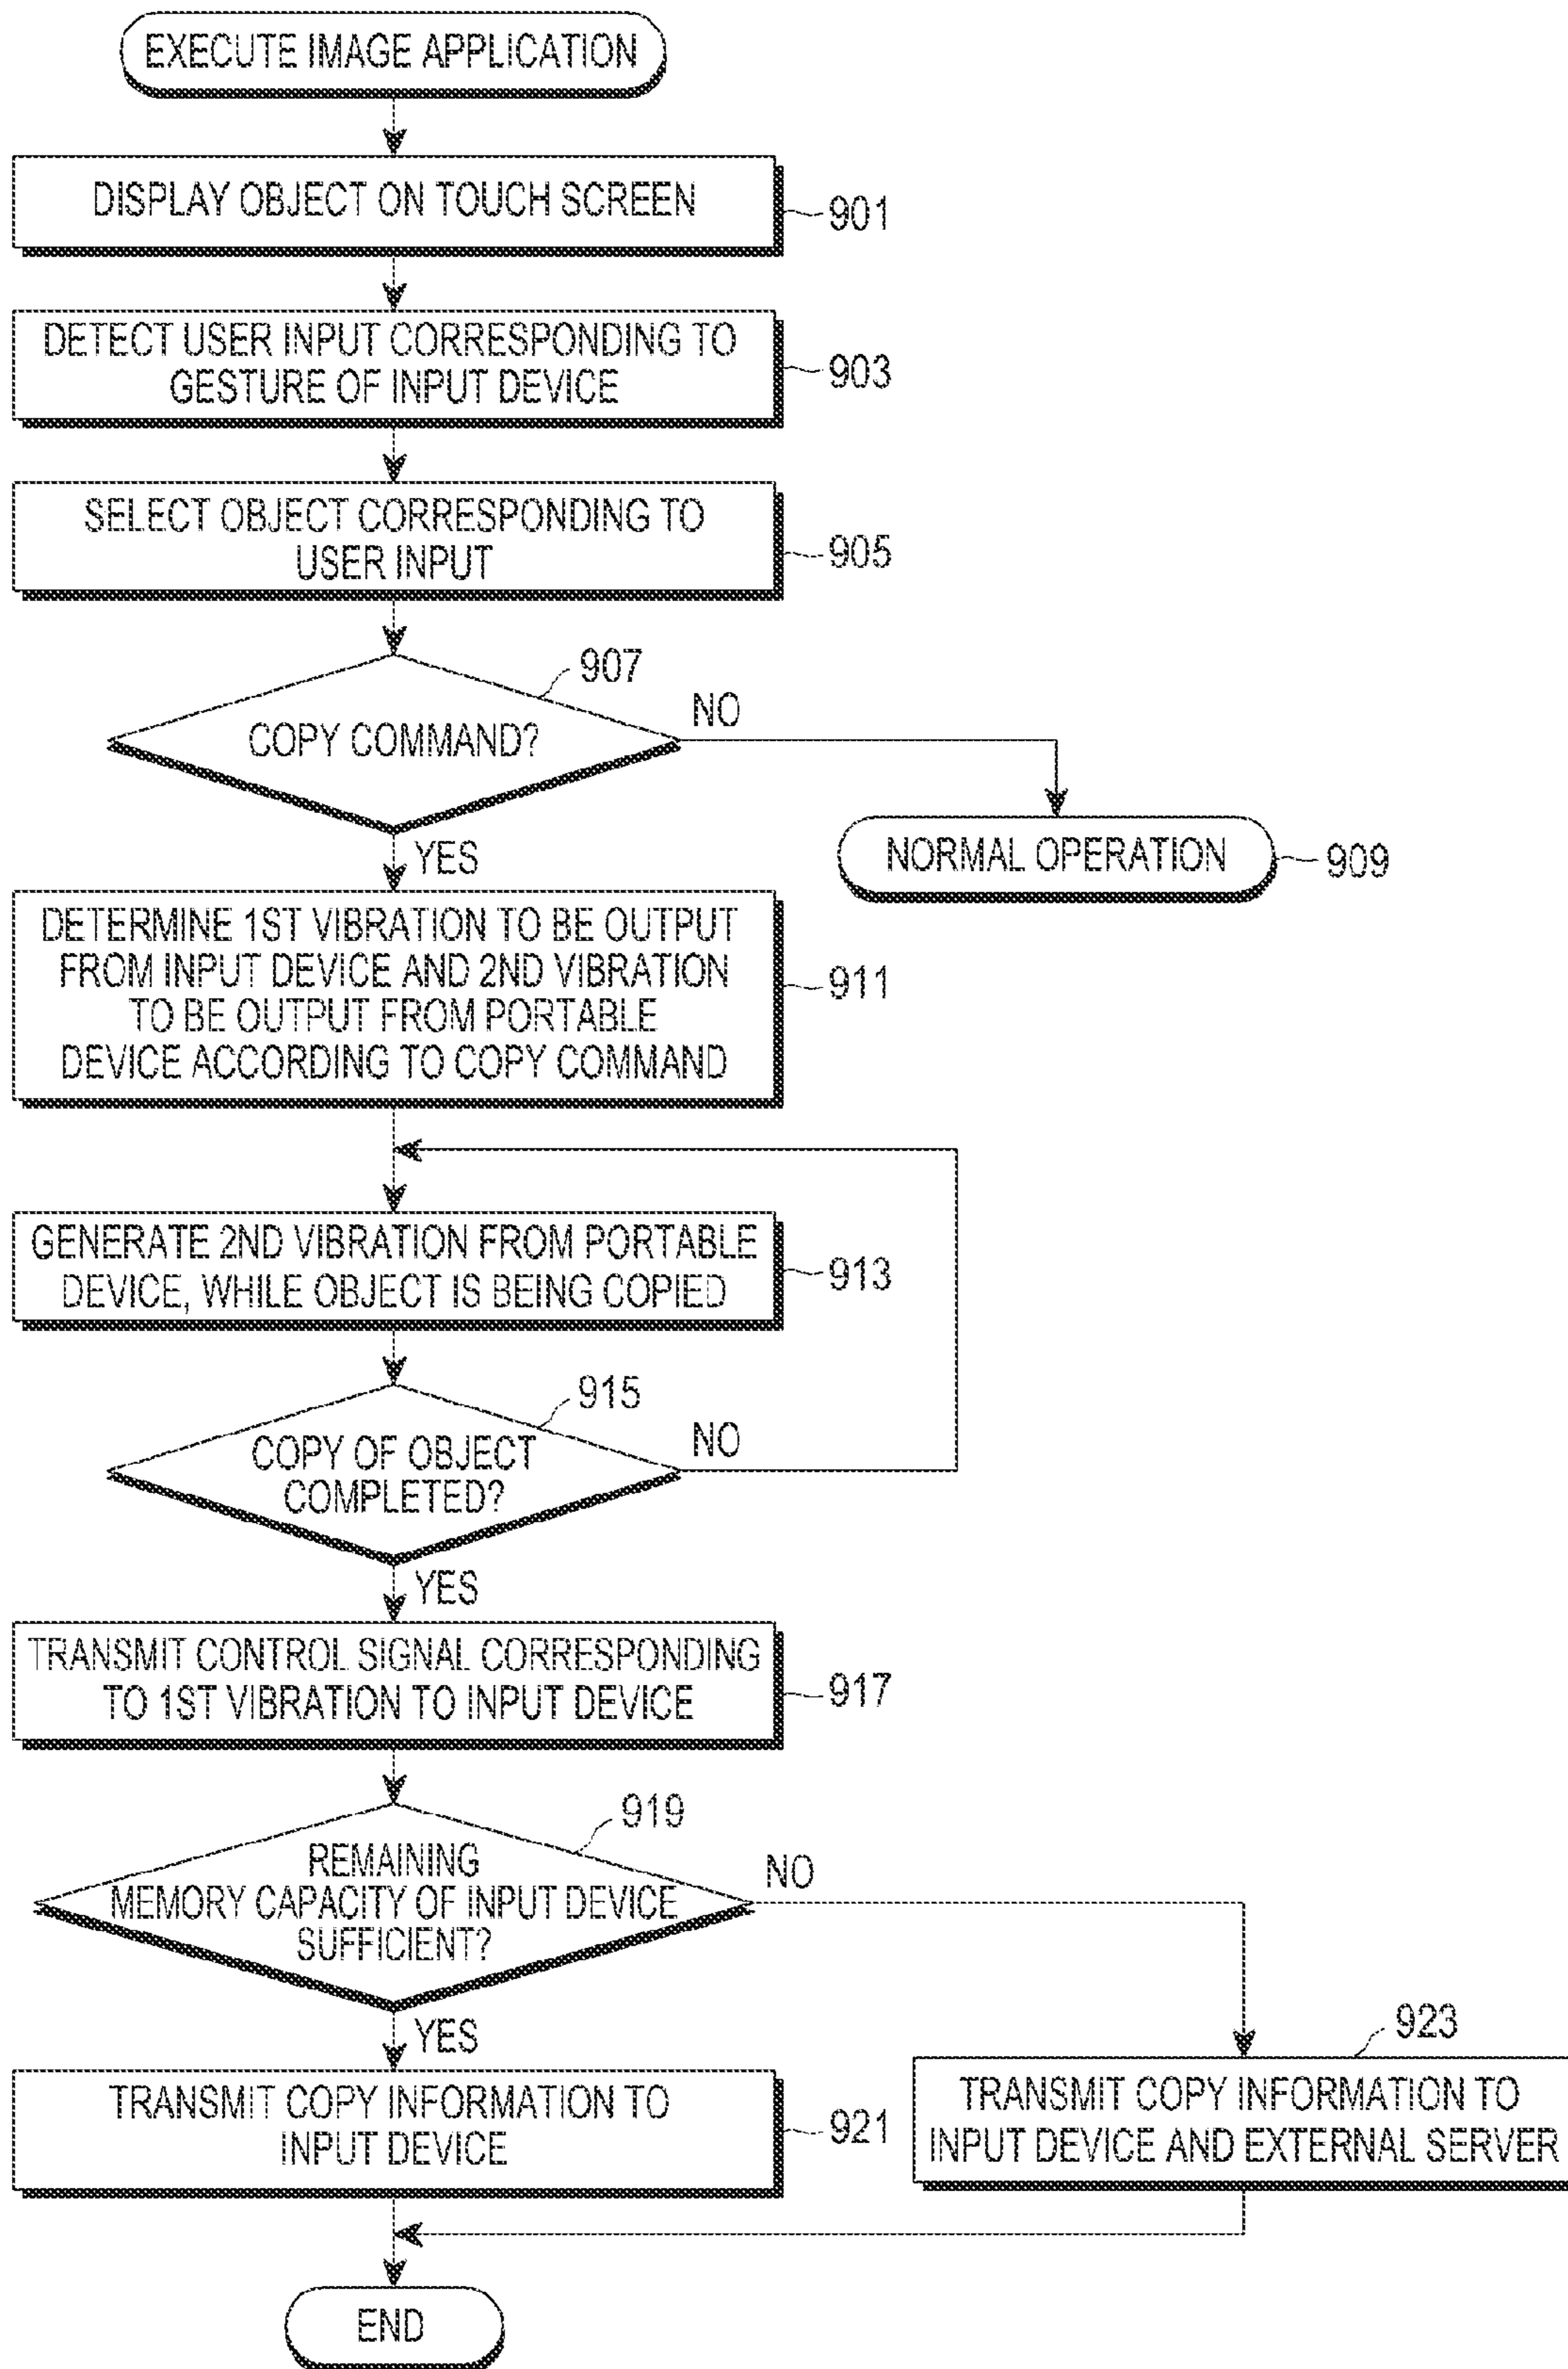 EXECUTE IMAGE APPLICATION
DISPLAY OBJECT ON TOUCH SCREEN
901
DETECT USER INPUT CORRESPONDING TO
GESTURE OF INPUT DEVICE
903
SELECT OBJECT CORRESPONDING TO
USER INPUT
905
907
COPY COMMAND?
NO
YES
NORMAL OPERATION
909
DETERMINE 1ST VIBRATION TO BE OUTPUT
FROM INPUT DEVICE AND 2ND VIBRATION
TO BE OUTPUT FROM PORTABLE
DEVICE ACCORDING TO COPY COMMAND
911
GENERATE 2ND VIBRATION FROM PORTABLE
DEVICE, WHILE OBJECT IS BEING COPIED
913
915
COPY OF OBJECT
COMPLETED?
NO
YES
TRANSMIT CONTROL SIGNAL CORRESPONDING
TO 1ST VIBRATION TO INPUT DEVICE
917
919
REMAINING
MEMORY CAPACITY OF INPUT DEVICE
SUFFICIENT?
NO
YES
TRANSMIT COPY INFORMATION TO
INPUT DEVICE
921
923
TRANSMIT COPY INFORMATION TO
INPUT DEVICE AND EXTERNAL SERVER
END